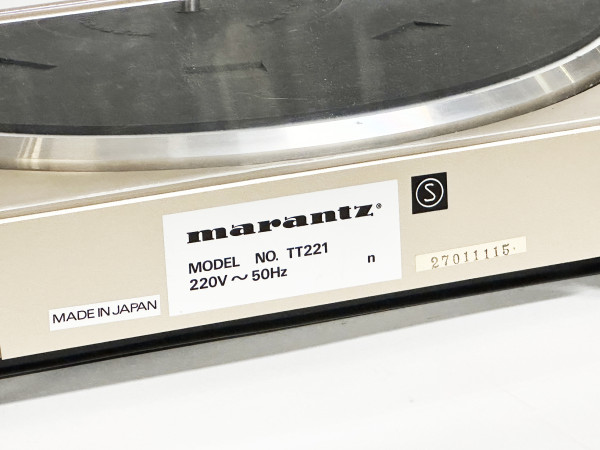 marantz®
MODEL NO. TT221
220V ~ 50Hz n
S
27011115
MADE IN JAPAN